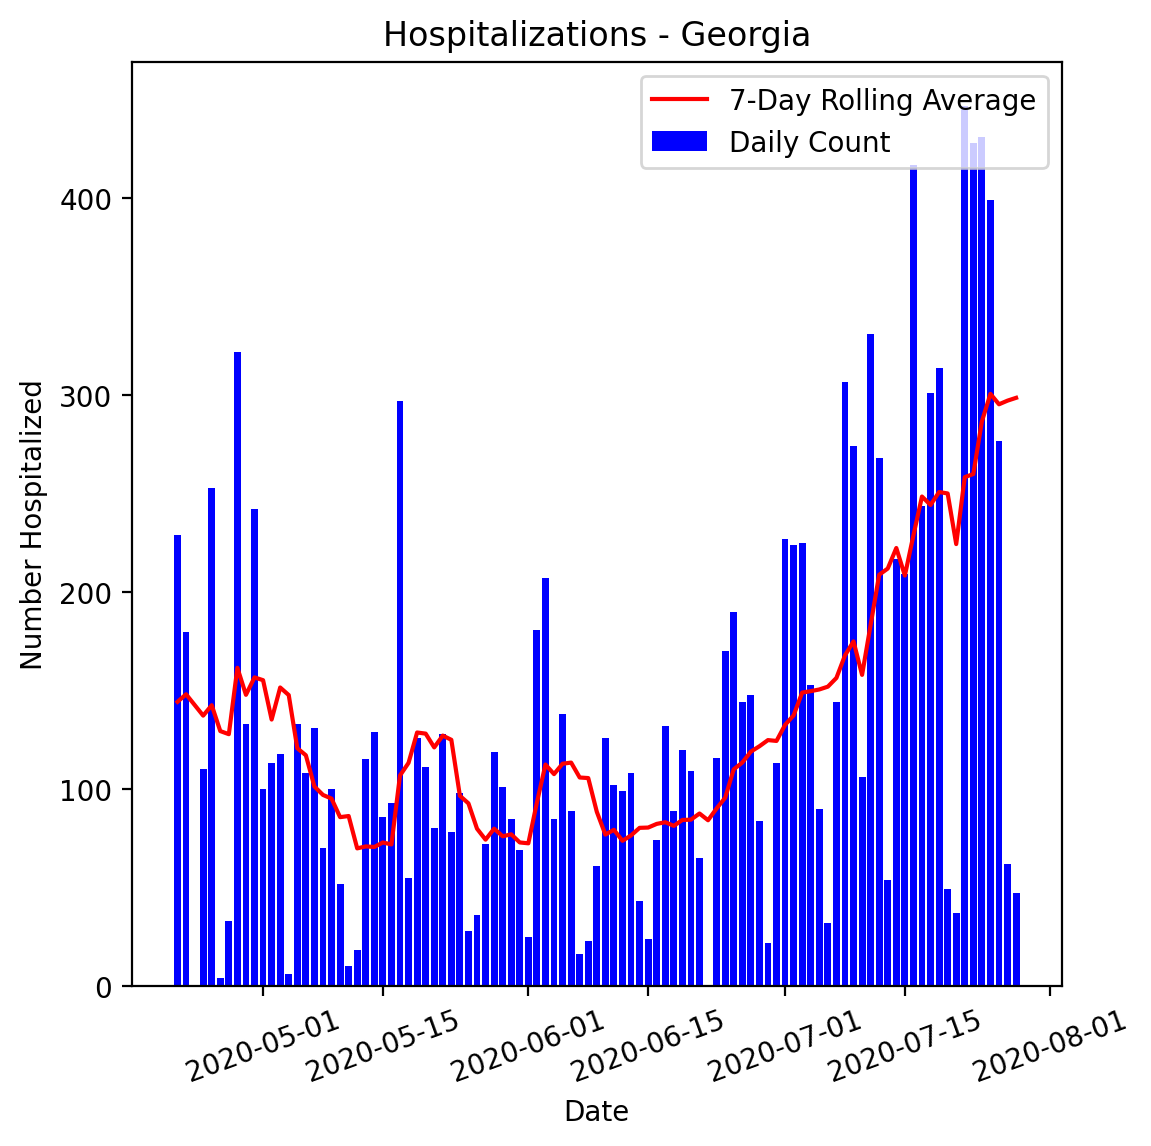 Hospitalizations - Georgia
7-Day Rolling Average
Daily Count
Number Hospitalized
400
300
200
100
0
2020-05-01
2020-05-15
2020-06-01
2020-06-15
2020-07-01
2020-07-15
2020-08-01
Date